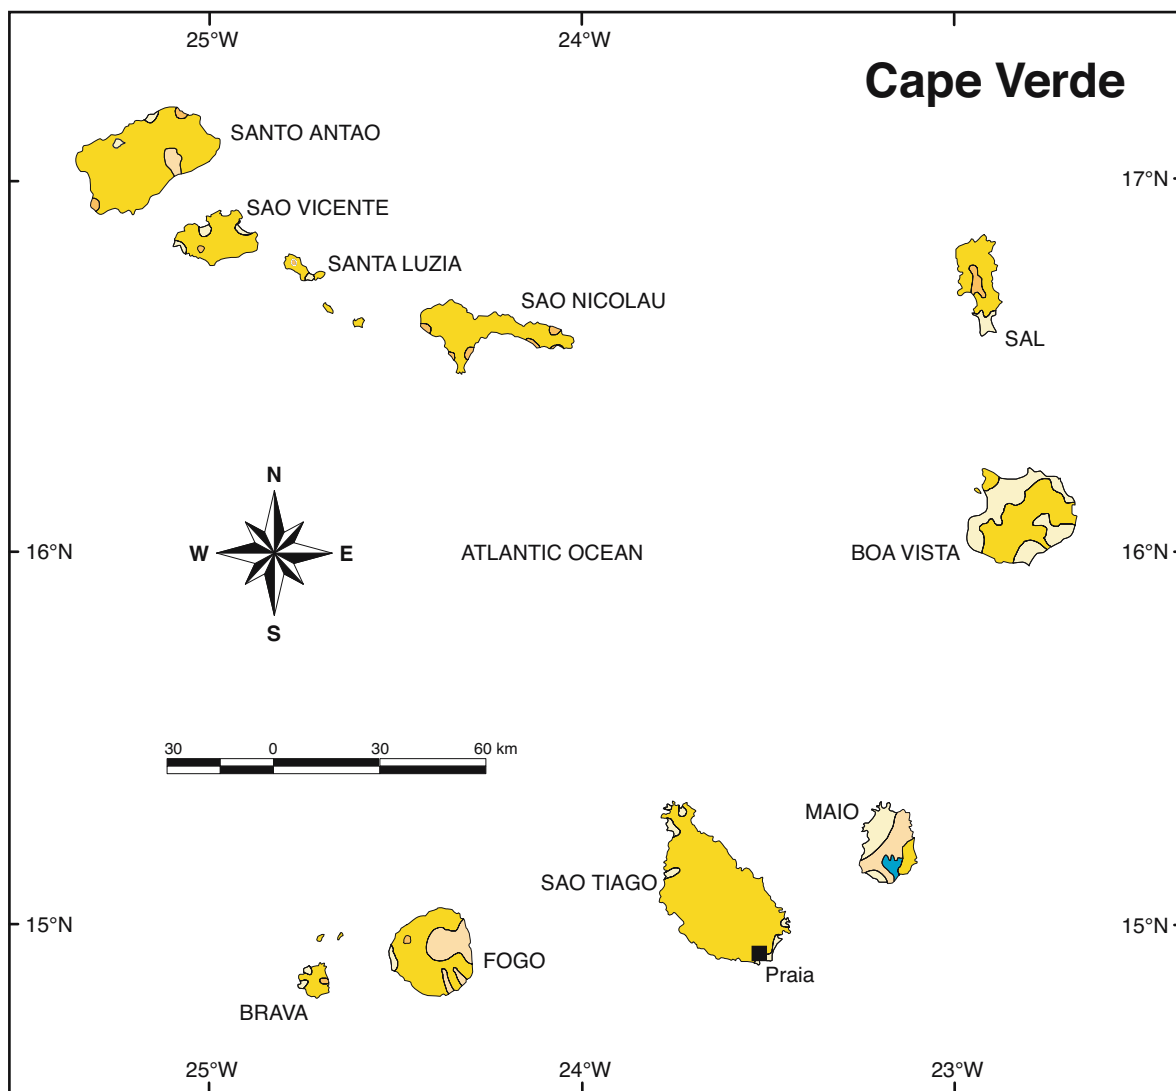 25°W
24°W
Cape Verde
SANTO ANTAO
17°N
SAO VICENTE
SANTA LUZIA
SAO NICOLAU
SAL
N
W
E
S
16°N
ATLANTIC OCEAN
BOA VISTA
16°N
30 0 30 60 km
MAIO
SAO TIAGO
15°N
15°N
FOGO
Praia
BRAVA
25°W
24°W
23°W